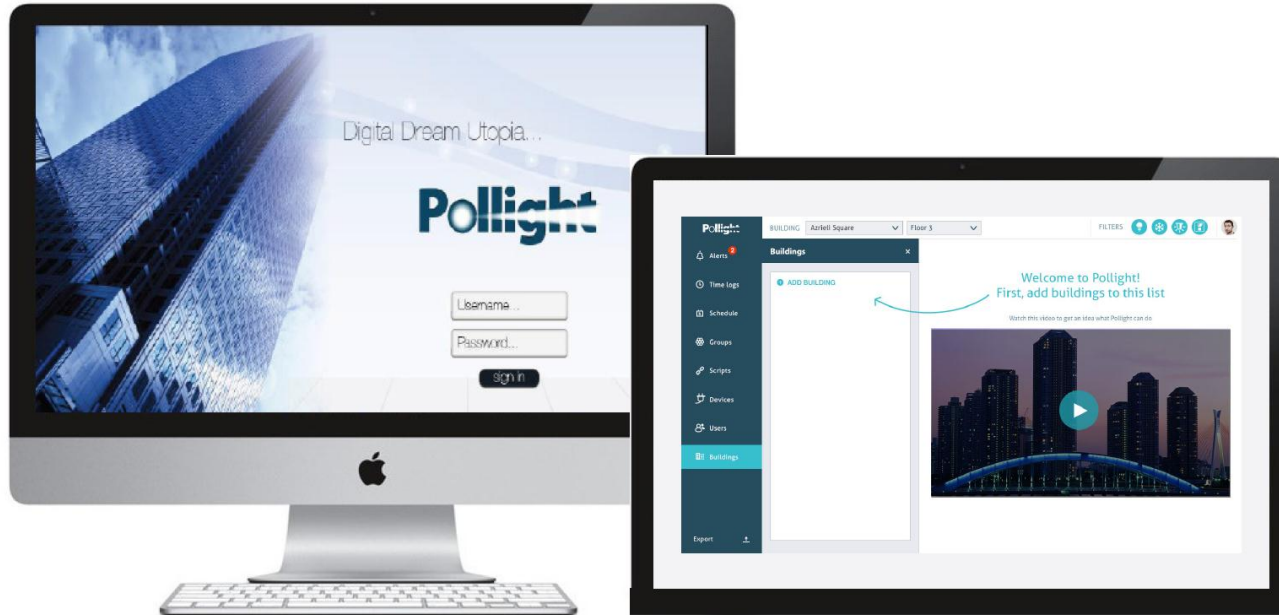 Digital Dream Utopia...
Pollight
Username...
Password...
sign in
Pollight
BUILDING Azrieli Square Floor 3
FILTERS
Alerts 2
Time logs
Schedule
Groups
Scripts
Devices
Users
Buildings
Export
Buildings x
ADD BUILDING
Welcome to Pollight!
First, add buildings to this list
Watch this video to get an idea what Pollight can do